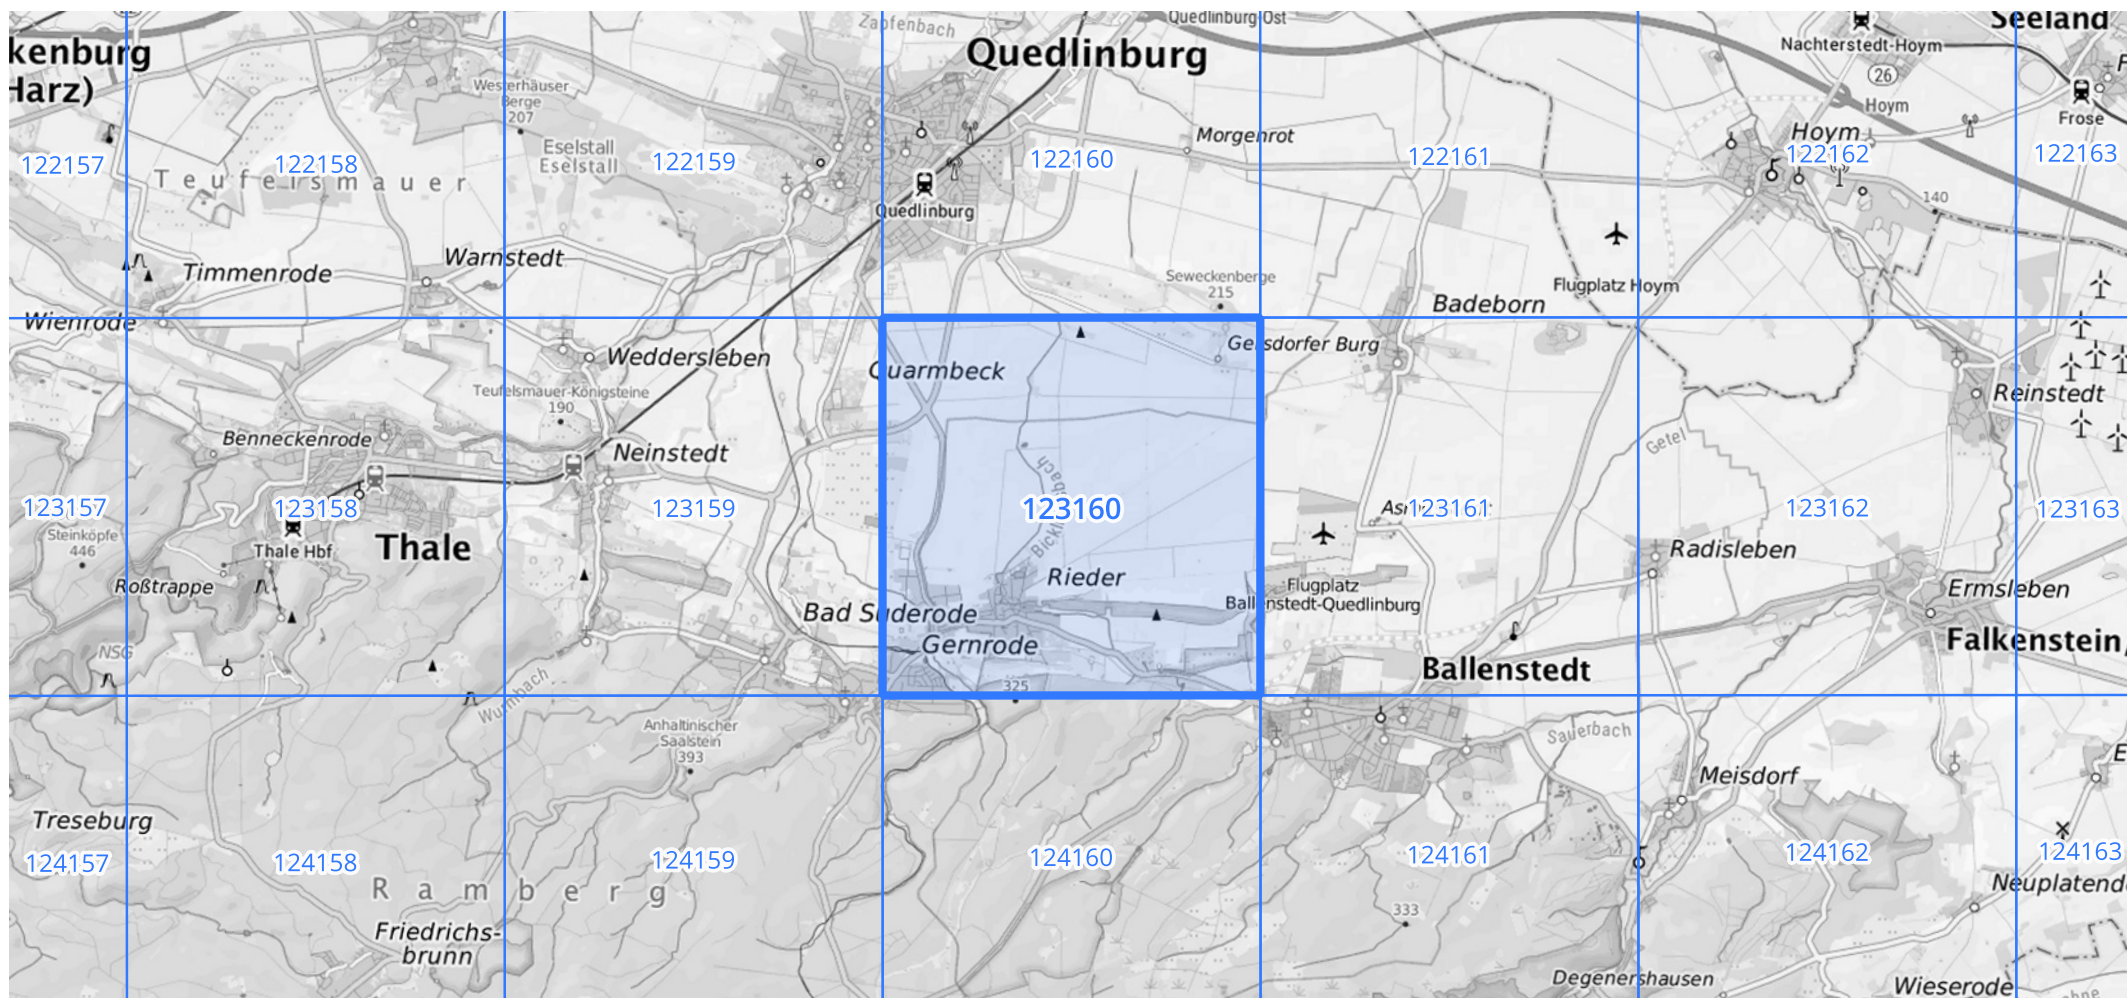 Zapfenbach
Quedlinburg-Ost
Seeland
kenburg
Harz)
Quedlinburg
Nachterstedt-Hoym
26
Hoym
Frose
Westerhäuser
Berge
207
Eselstall
Eselstall
Morgenrot
Hoym
122157
122158
122159
122160
122161
122162
122163
Teufelsmauer
Quedlinburg
140
Timmenrode
Warnstedt
Seweckenberge
215
Flugplatz Hoym
Badeborn
Wienrode
Weddersleben
Quarmbeck
Gersdorfer Burg
Teufelsmauer-Königsteine
190
Reinstedt
Benneckenrode
Neinstedt
Getel
123157
123158
123159
123160
123161
123162
123163
Steinköpfe
446
Thale Hbf
Thale
Radisleben
Roßtrappe
Rieder
Flugplatz
Ballenstedt-Quedlinburg
Ermsleben
Bad Suderode
Gernrode
Falkenstein,
NSG
Ballenstedt
325
Wurmbach
Anhaltinischer
Saalstein
393
Sauerbach
Meisdorf
Treseburg
124157
124158
124159
124160
124161
124162
124163
Ramberg
Neuplatend
333
Friedrichs-
brunn
Degenershausen
Wieserode